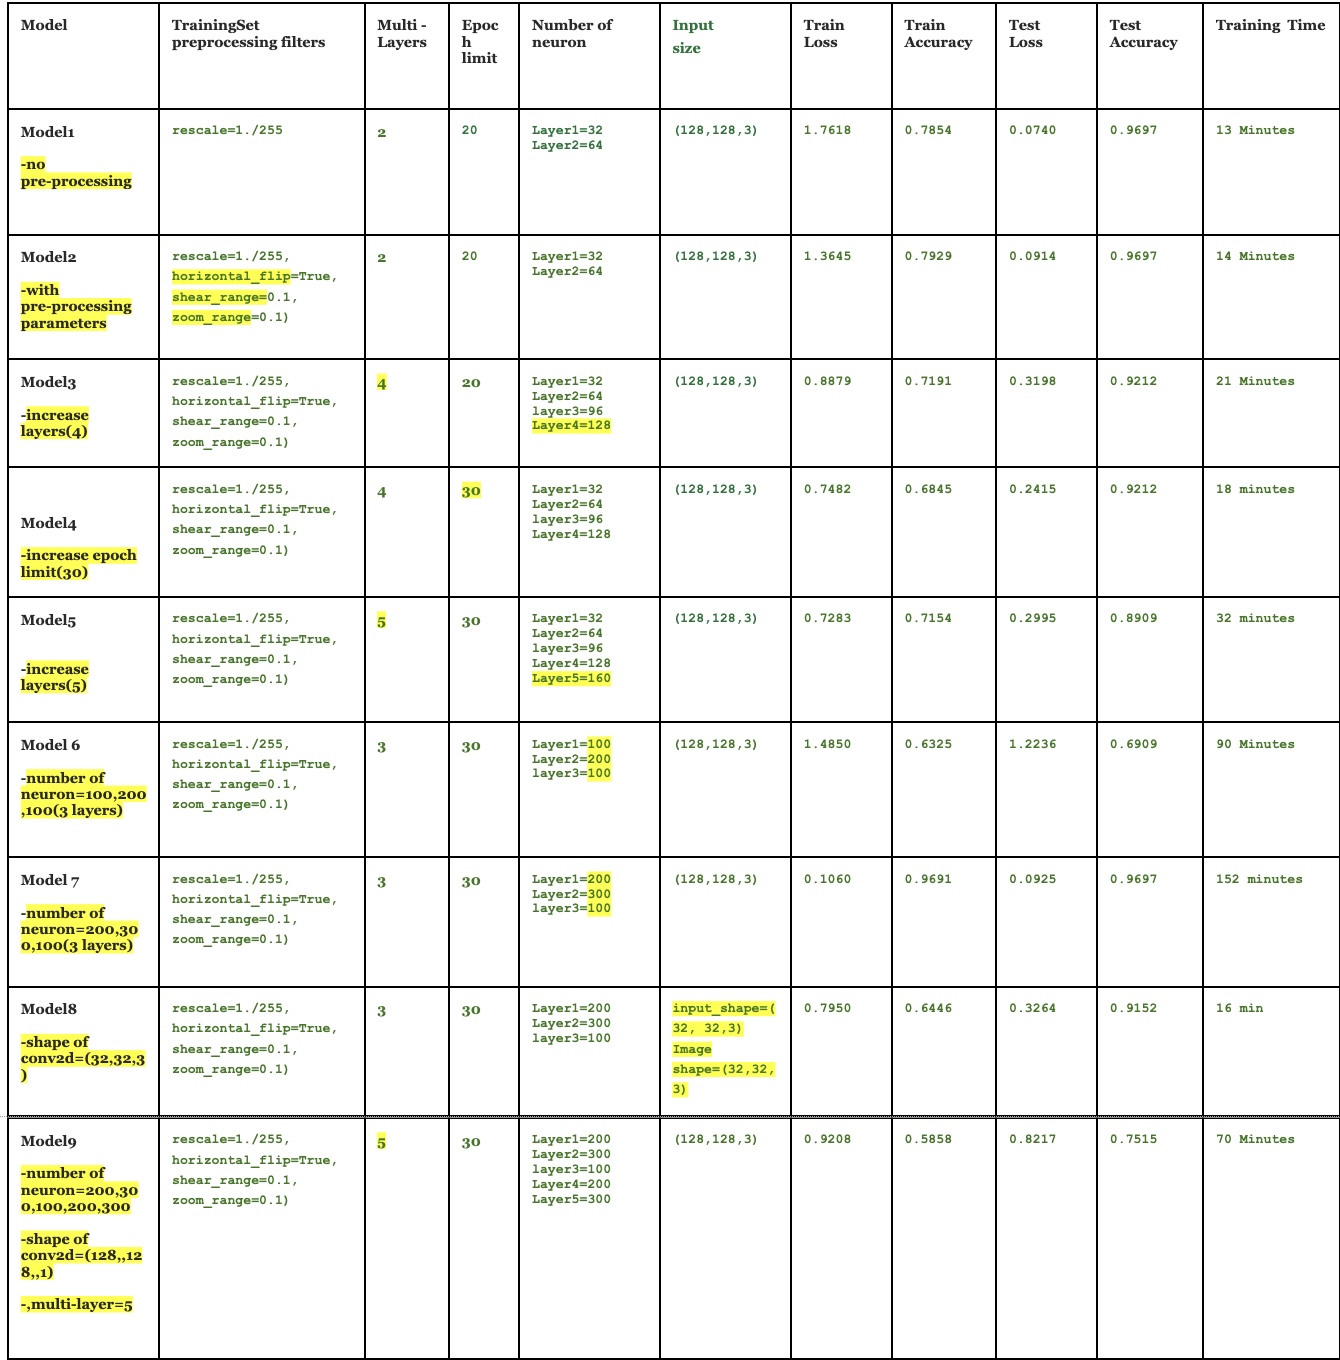 Model
TrainingSet
preprocessing filters
Multi -
Layers
Epoc
h
limit
Number of
neuron
Input
size
Train
Loss
Train
Accuracy
Test
Loss
Test
Accuracy
Training Time
Model1
-no
pre-processing
rescale=1./255
2
20
Layer1=32
Layer2=64
(128,128,3)
1.7618
0.7854
0.0740
0.9697
13 Minutes
Model2
-with
pre-processing
parameters
rescale=1./255,
horizontal_flip=True,
shear_range=0.1,
zoom_range=0.1)
2
20
Layer1=32
Layer2=64
(128,128,3)
1.3645
0.7929
0.0914
0.9697
14 Minutes
Model3
-increase
layers(4)
rescale=1./255,
horizontal_flip=True,
shear_range=0.1,
zoom_range=0.1)
4
20
Layer1=32
Layer2=64
layer3=96
Layer4=128
(128,128,3)
0.8879
0.7191
0.3198
0.9212
21 Minutes
Model4
-increase epoch
limit(30)
rescale=1./255,
horizontal_flip=True,
shear_range=0.1,
zoom_range=0.1)
4
30
Layer1=32
Layer2=64
layer3=96
Layer4=128
(128,128,3)
0.7482
0.6845
0.2415
0.9212
18 minutes
Model5
-increase
layers(5)
rescale=1./255,
horizontal_flip=True,
shear_range=0.1,
zoom_range=0.1)
5
30
Layer1=32
Layer2=64
layer3=96
Layer4=128
Layer5=160
(128,128,3)
0.7283
0.7154
0.2995
0.8909
32 minutes
Model 6
-number of
neuron=100,200
,100(3 layers)
rescale=1./255,
horizontal_flip=True,
shear_range=0.1,
zoom_range=0.1)
3
30
Layer1=100
Layer2=200
layer3=100
(128,128,3)
1.4850
0.6325
1.2236
0.6909
90 Minutes
Model 7
-number of
neuron=200,30
0,100(3 layers)
rescale=1./255,
horizontal_flip=True,
shear_range=0.1,
zoom_range=0.1)
3
30
Layer1=200
Layer2=300
layer3=100
(128,128,3)
0.1060
0.9691
0.0925
0.9697
152 minutes
Model8
-shape of
conv2d=(32,32,3
)
rescale=1./255,
horizontal_flip=True,
shear_range=0.1,
zoom_range=0.1)
3
30
Layer1=200
Layer2=300
layer3=100
input_shape=(
32, 32,3)
Image
shape=(32,32,
3)
0.7950
0.6446
0.3264
0.9152
16 min
Model9
-number of
neuron=200,30
0,100,200,300
-shape of
conv2d=(128,,12
8,,1)
-,multi-layer=5
rescale=1./255,
horizontal_flip=True,
shear_range=0.1,
zoom_range=0.1)
5
30
Layer1=200
Layer2=300
layer3=100
Layer4=200
Layer5=300
(128,128,3)
0.9208
0.5858
0.8217
0.7515
70 Minutes